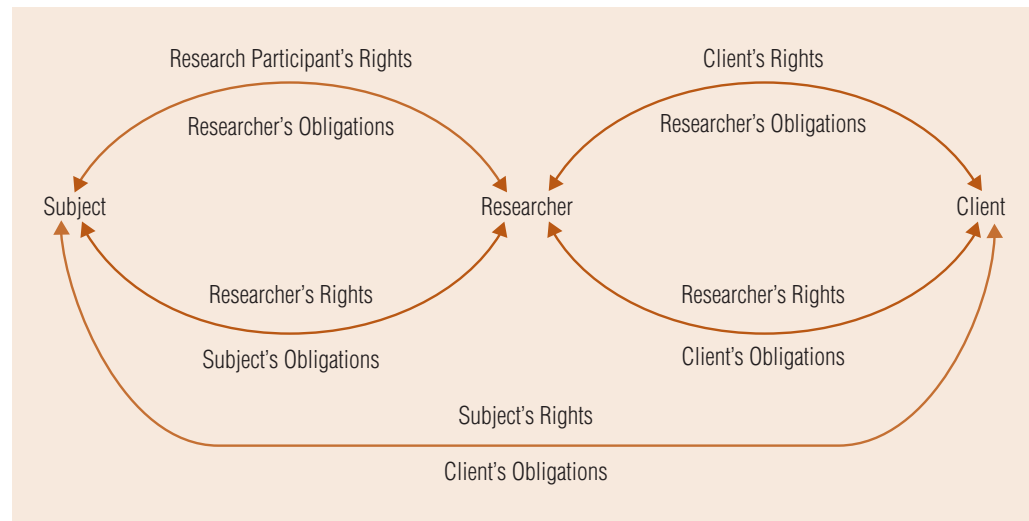 Research Participant’s Rights
Client’s Rights
Researcher’s Obligations
Researcher’s Obligations
Subject
Researcher
Client
Researcher’s Rights
Researcher’s Rights
Subject’s Obligations
Client’s Obligations
Subject’s Rights
Client’s Obligations